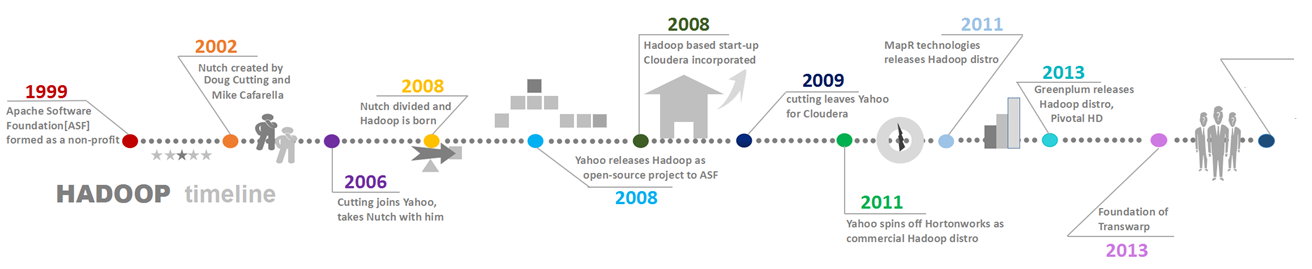 1999
Apache Software
Foundation[ASF]
formed as a non-profit
2002
Nutch created by
Doug Cutting and
Mike Cafarella
2006
Cutting joins Yahoo,
takes Nutch with him
2008
Nutch divided and
Hadoop is born
Yahoo releases Hadoop as
open-source project to ASF
2008
2008
Hadoop based start-up
Cloudera incorporated
2009
cutting leaves Yahoo
for Cloudera
2011
Yahoo spins off Hortonworks as
commercial Hadoop distro
2011
MapR technologies
releases Hadoop distro
2013
Greenplum releases
Hadoop distro,
Pivotal HD
Foundation of
Transwarp
2013
HADOOP timeline